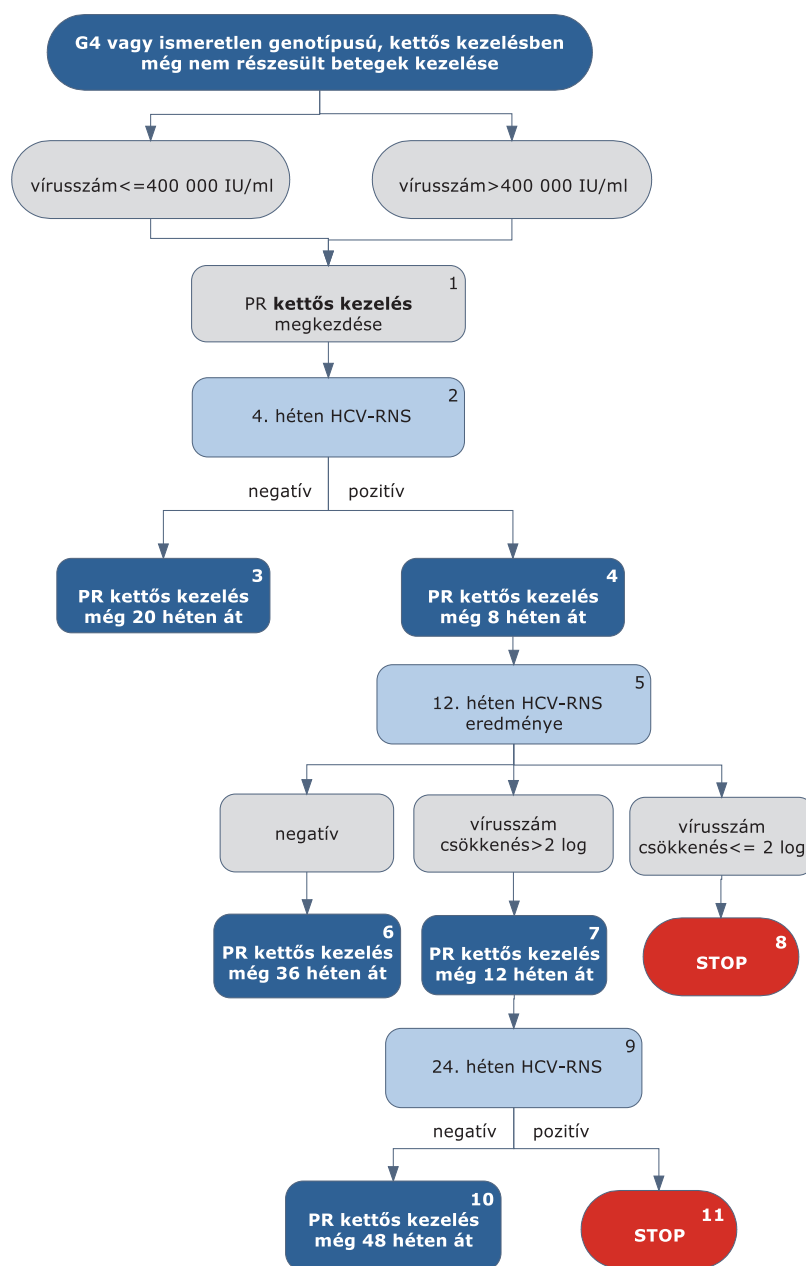 G4 vagy ismeretlen genotípusú, kettős kezelésben
még nem részesült betegek kezelése
vírusszám<=400 000 IU/ml
vírusszám>400 000 IU/ml
1
PR kettős kezelés
megkezdése
2
4. héten HCV-RNS
negatív
pozitív
3
PR kettős kezelés
még 20 héten át
4
PR kettős kezelés
még 8 héten át
5
12. héten HCV-RNS
eredménye
negatív
vírusszám
csökkenés>2 log
vírusszám
csökkenés<= 2 log
6
PR kettős kezelés
még 36 héten át
7
PR kettős kezelés
még 12 héten át
8
STOP
9
24. héten HCV-RNS
negatív
pozitív
10
PR kettős kezelés
még 48 héten át
11
STOP